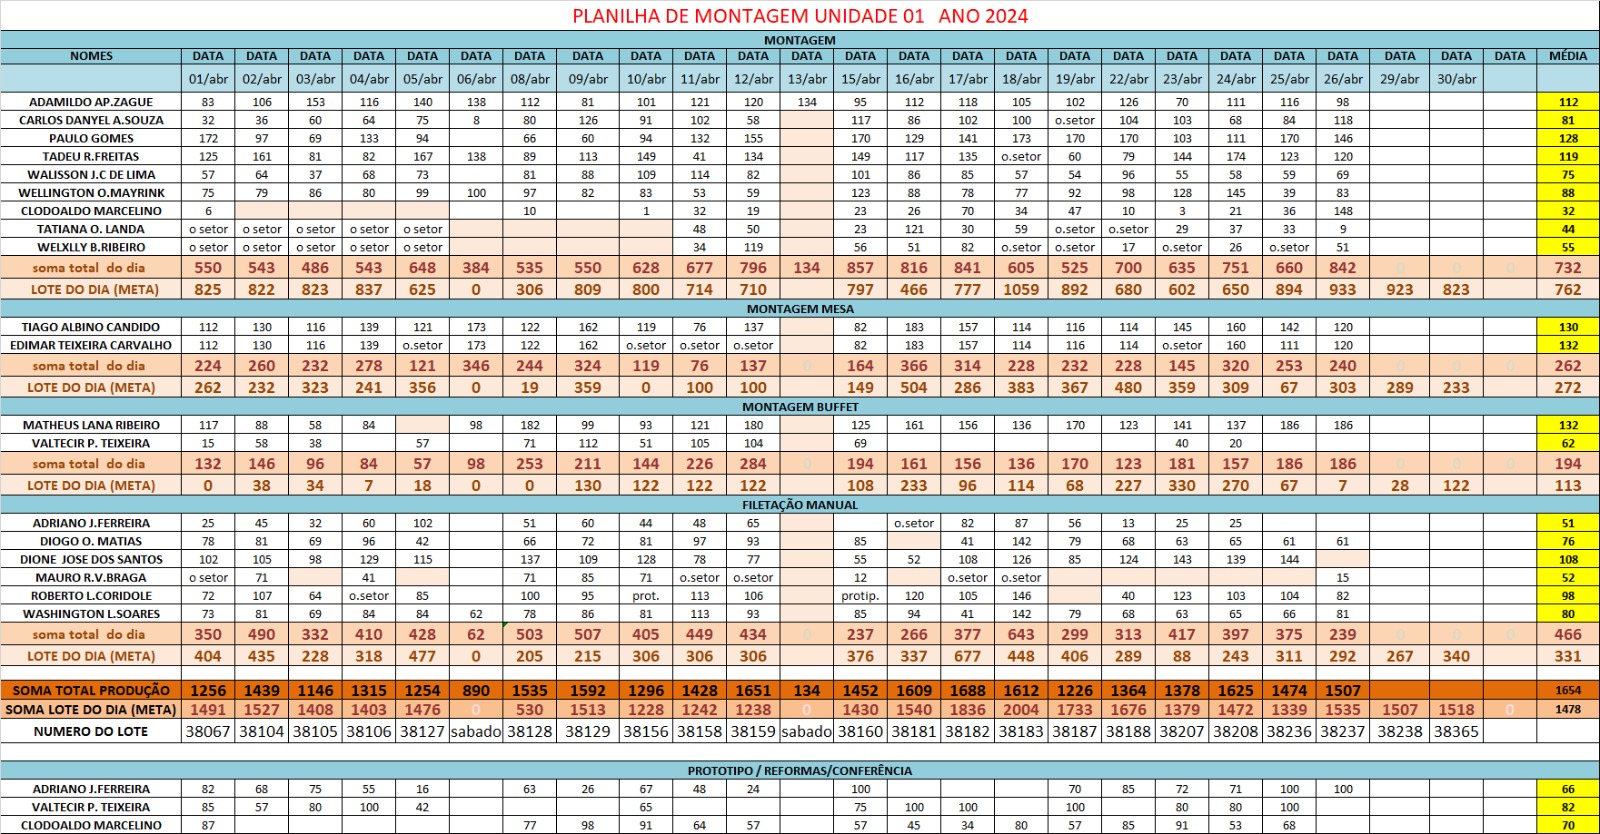 PLANILHA DE MONTAGEM UNIDADE 01 ANO 2024
MONTAGEM
NOMES DATA DATA DATA DATA DATA DATA DATA DATA DATA DATA DATA DATA DATA DATA DATA DATA DATA DATA DATA DATA DATA DATA DATA DATA DATA MÉDIA
01/abr 02/abr 03/abr 04/abr 05/abr 06/abr 08/abr 09/abr 10/abr 11/abr 12/abr 13/abr 15/abr 16/abr 17/abr 18/abr 19/abr 22/abr 23/abr 24/abr 25/abr 26/abr 29/abr 30/abr
ADAMILDO AP.ZAGUE 83 106 153 116 140 138 112 81 101 121 120 134 95 112 118 105 102 126 70 111 116 98 112
CARLOS DANYEL A.SOUZA 32 36 60 64 75 8 80 126 91 102 58 117 86 102 100 o.setor 104 103 68 84 118 81
PAULO GOMES 172 97 69 133 94 66 60 94 132 155 170 129 141 173 170 170 103 111 170 146 128
TADEU R.FREITAS 125 161 81 82 167 138 89 113 149 41 134 149 117 135 o.setor 60 79 144 174 123 120 119
WALISSON J.C DE LIMA 57 64 37 68 73 81 88 109 114 82 101 86 85 57 54 96 55 58 59 69 75
WELLINGTON O.MAYRINK 75 79 86 80 99 100 97 82 83 53 59 123 88 78 77 92 98 128 145 39 83 88
CLODOALDO MARCELINO 6 10 1 32 19 23 26 70 34 47 10 3 21 36 148 32
TATIANA O. LANDA o setor o setor o setor o setor o setor 48 50 23 121 30 59 o.setor o.setor 29 37 33 9 44
WELXLLY B.RIBEIRO o setor o setor o setor o setor o setor 34 119 56 51 82 o.setor o.setor 17 o.setor 26 o.setor 51 55
soma total do dia 550 543 486 543 648 384 535 550 628 677 796 134 857 816 841 605 525 700 635 751 660 842 0 0 0 732
LOTE DO DIA (META) 825 822 823 837 625 0 306 809 800 714 710 797 466 777 1059 892 680 602 650 894 933 923 823 762
MONTAGEM MESA
TIAGO ALBINO CANDIDO 112 130 116 139 121 173 122 162 119 76 137 82 183 157 114 116 114 145 160 142 120 130
EDIMAR TEIXEIRA CARVALHO 112 130 116 139 o.setor 173 122 162 o.setor o.setor o.setor 82 183 157 114 116 114 o.setor 160 111 120 132
soma total do dia 224 260 232 278 121 346 244 324 119 76 137 0 164 366 314 228 232 228 145 320 253 240 0 0 0 262
LOTE DO DIA (META) 262 232 323 241 356 0 19 359 0 100 100 149 504 286 383 367 480 359 309 67 303 289 233 272
MONTAGEM BUFFET
MATHEUS LANA RIBEIRO 117 88 58 84 98 182 99 93 121 180 125 161 156 136 170 123 141 137 186 186 132
VALTECIR P. TEIXEIRA 15 58 38 57 71 112 51 105 104 69 40 20 62
soma total do dia 132 146 96 84 57 98 253 211 144 226 284 0 194 161 156 136 170 123 181 157 186 186 0 0 0 194
LOTE DO DIA (META) 0 38 34 7 18 0 0 130 122 122 122 108 233 96 114 68 227 330 270 67 7 28 122 113
FILETAÇÃO MANUAL
ADRIANO J.FERREIRA 25 45 32 60 102 51 60 44 48 65 o.setor 82 87 56 13 25 25 51
DIOGO O. MATIAS 78 81 69 96 42 66 72 81 97 93 85 41 142 79 68 63 65 61 61 76
DIONE JOSE DOS SANTOS 102 105 98 129 115 137 109 128 78 77 55 52 108 126 85 124 143 139 144 108
MAURO R.V.BRAGA o setor 71 41 71 85 71 o.setor o.setor 12 o.setor o.setor 15 52
ROBERTO L.CORIDOLE 72 107 64 o.setor 85 100 95 prot. 113 106 protip. 120 105 146 40 123 103 104 82 98
WASHINGTON L.SOARES 73 81 69 84 84 62 78 86 81 113 93 85 94 41 142 79 68 63 65 66 81 80
soma total do dia 350 490 332 410 428 62 503 507 405 449 434 0 237 266 377 643 299 313 417 397 375 239 0 0 0 466
LOTE DO DIA (META) 404 435 228 318 477 0 205 215 306 306 306 376 337 677 448 406 289 88 243 311 292 267 340 331
SOMA TOTAL PRODUÇÃO 1256 1439 1146 1315 1254 890 1535 1592 1296 1428 1651 134 1452 1609 1688 1612 1226 1364 1378 1625 1474 1507 1654
SOMA LOTE DO DIA (META) 1491 1527 1408 1403 1476 0 530 1513 1228 1242 1238 0 1430 1540 1836 2004 1733 1676 1379 1472 1339 1535 1507 1518 0 1478
NUMERO DO LOTE 38067 38104 38105 38106 38127 sabado 38128 38129 38156 38158 38159 sabado 38160 38181 38182 38183 38187 38188 38207 38208 38236 38237 38238 38365
PROTOTIPO / REFORMAS/CONFERÊNCIA
ADRIANO J.FERREIRA 82 68 75 55 16 63 26 67 48 24 100 70 85 72 71 100 100 66
VALTECIR P. TEIXEIRA 85 57 80 100 42 65 75 100 100 100 80 80 100 82
CLODOALDO MARCELINO 87 77 98 91 64 57 57 45 34 80 57 85 91 53 68 70